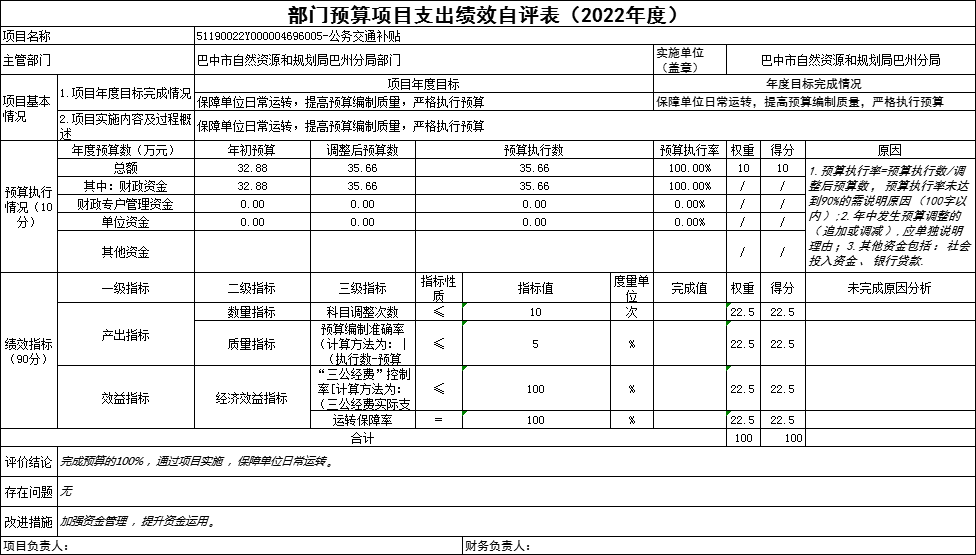 部门预算项目支出绩效自评表（2022年度）
项目名称 51190022Y000004696005-公务交通补贴
主管部门 巴中市自然资源和规划局巴州分局部门 实施单位（盖章） 巴中市自然资源和规划局巴州分局
项目基本情况 1.项目年度目标完成情况 项目年度目标 年度目标完成情况
保障单位日常运转，提高预算编制质量，严格执行预算 保障单位日常运转，提高预算编制质量，严格执行预算
2.项目实施内容及过程概述 保障单位日常运转，提高预算编制质量，严格执行预算
预算执行情况（10分） 年度预算数（万元） 年初预算 调整后预算数 预算执行数 预算执行率 权重 得分 原因
总额 32.88 35.66 35.66 100.00% 10 10 1.预算执行率=预算执行数/调整后预算数，预算执行率未达到90%的需说明原因（100字以内）;2.年中发生预算调整的（追加或调减），应单独说明理由；3.其他资金包括：社会投入资金、银行贷款.
其中：财政资金 32.88 35.66 35.66 100.00% / /
财政专户管理资金 0.00 0.00 0.00 0.00% / /
单位资金 0.00 0.00 0.00 0.00% / /
其他资金 / /
绩效指标（90分） 一级指标 二级指标 三级指标 指标性质 指标值 度量单位 完成值 权重 得分 未完成原因分析
产出指标 数量指标 科目调整次数 ≤ 10 次 22.5 22.5
质量指标 预算编制准确率（计算方法为：|（执行数-预算 ≤ 5 % 22.5 22.5
效益指标 经济效益指标 “三公经费”控制率[计算方法为：（三公经费实际支 ≤ 100 % 22.5 22.5
运转保障率 = 100 % 22.5 22.5
合计 100 100
评价结论 完成预算的100%，通过项目实施，保障单位日常运转。
存在问题 无
改进措施 加强资金管理，提升资金运用。
项目负责人： 财务负责人：